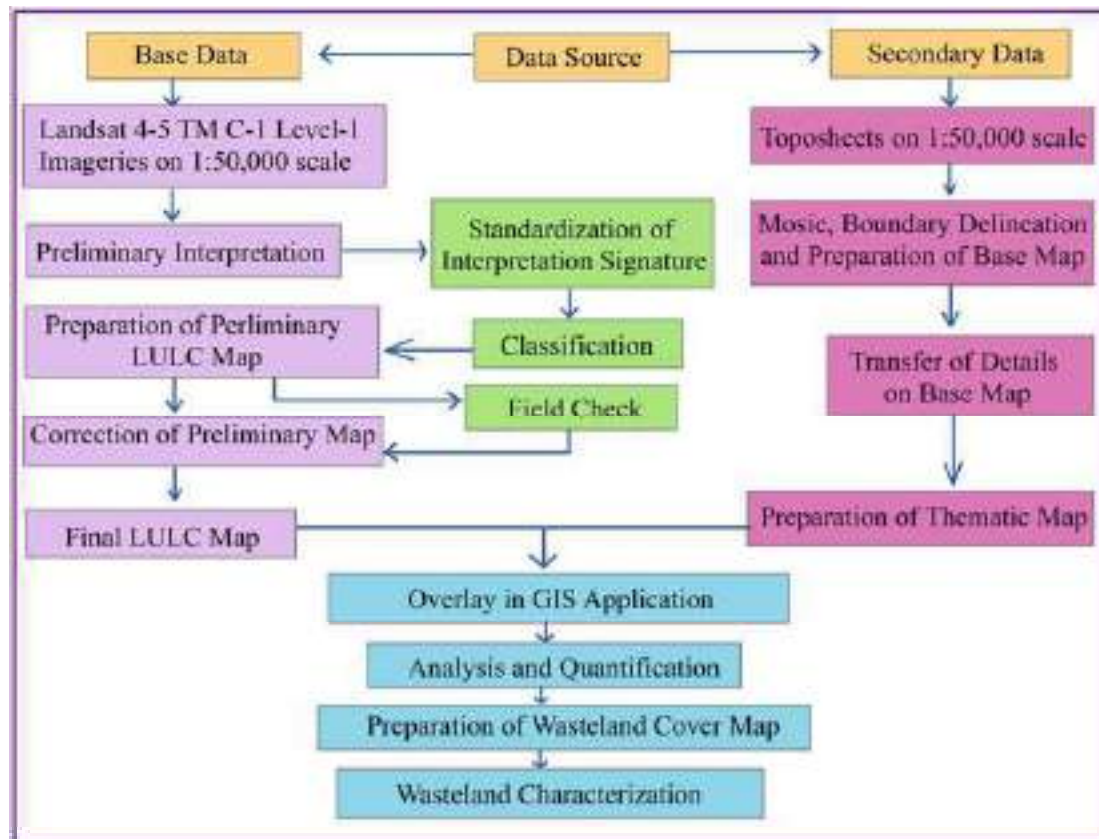 Base Data
Data Source
Secondary Data
Landsat 4-5 TM C-1 Level-1
Imageries on 1:50,000 scale
Toposheets on 1:50,000 scale
Preliminary Interpretation
Standardization of
Interpretation Signature
Mosic, Boundary Delineation
and Preparation of Base Map
Preparation of Perliminary
LULC Map
Classification
Transfer of Details
on Base Map
Field Check
Correction of Preliminary Map
Final LULC Map
Preparation of Thematic Map
Overlay in GIS Application
Analysis and Quantification
Preparation of Wasteland Cover Map
Wasteland Characterization